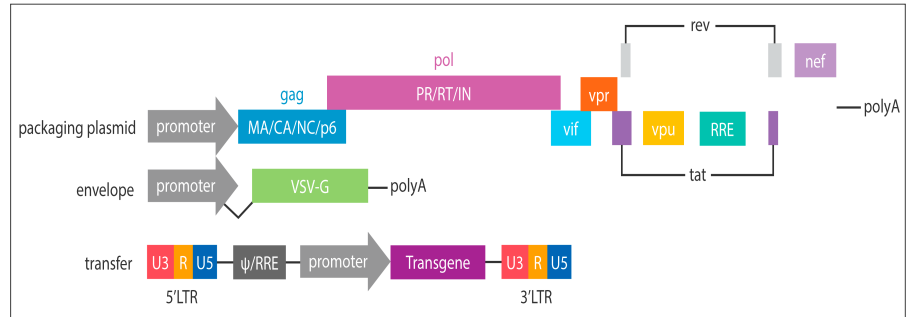 rev
pol
nef
gag
PR/RT/IN
vpr
polyA
packaging plasmid
promoter
MA/CA/NC/p6
vif
vpu
RRE
tat
envelope
promoter
VSV-G
polyA
transfer
U3 R U5
ψ/RRE
promoter
Transgene
U3 R U5
5'LTR
3'LTR